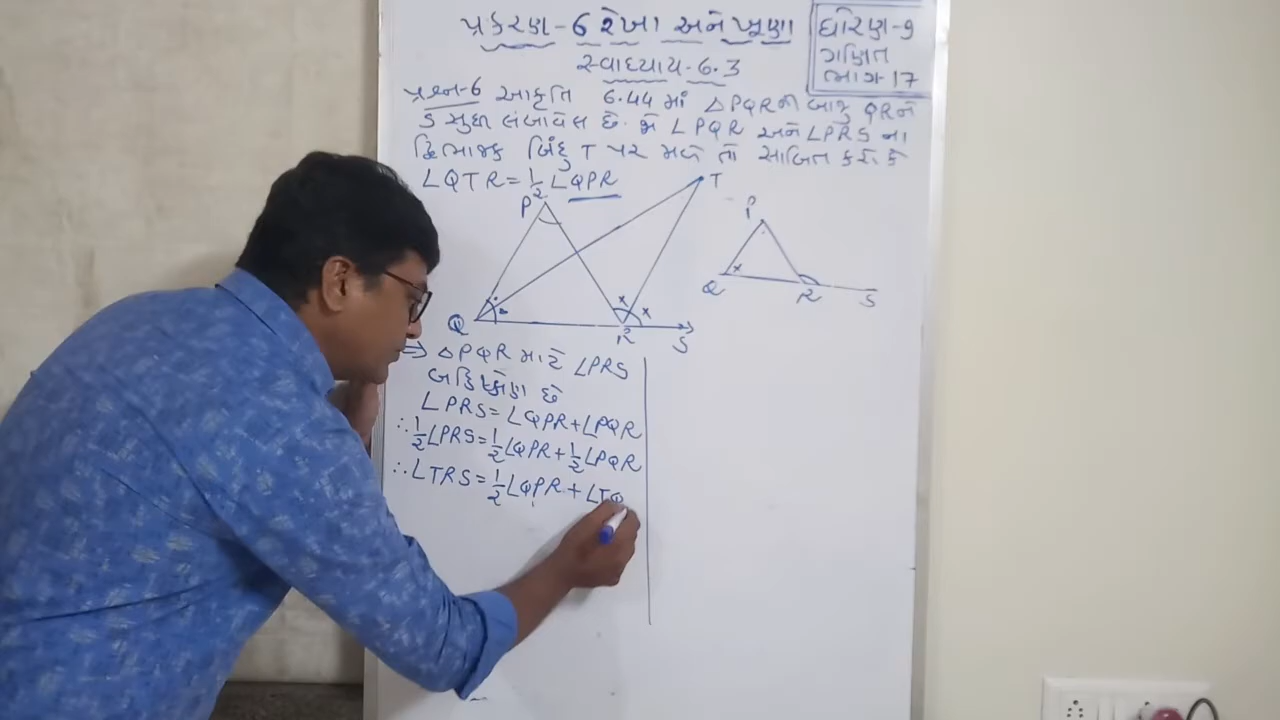 પ્રકરણ-6 રેખા અને ખૂણા
સ્વાધ્યાય-6.3
ધોરણ-9
ગણિત
ભાગ-17
પ્રશ્ન-6 આકૃતિ 6.44 માં △PQRની બાજુ QRને
S સુધી લંબાવેલ છે. જો ∠PQR અને ∠PRS ના
દ્વિભાજક બિંદુ T પર મળે તો સાબિત કરો કે
∠QTR = 1/2 ∠QPR
P
T
Q
R
S
x
x
P
Q
R
S
x
⇒ △PQR માટે ∠PRS
બહિષ્કોણ છે
∠PRS = ∠QPR + ∠PQR
∴ 1/2 ∠PRS = 1/2 ∠QPR + 1/2 ∠PQR
∴ ∠TRS = 1/2 ∠QPR + ∠TQ